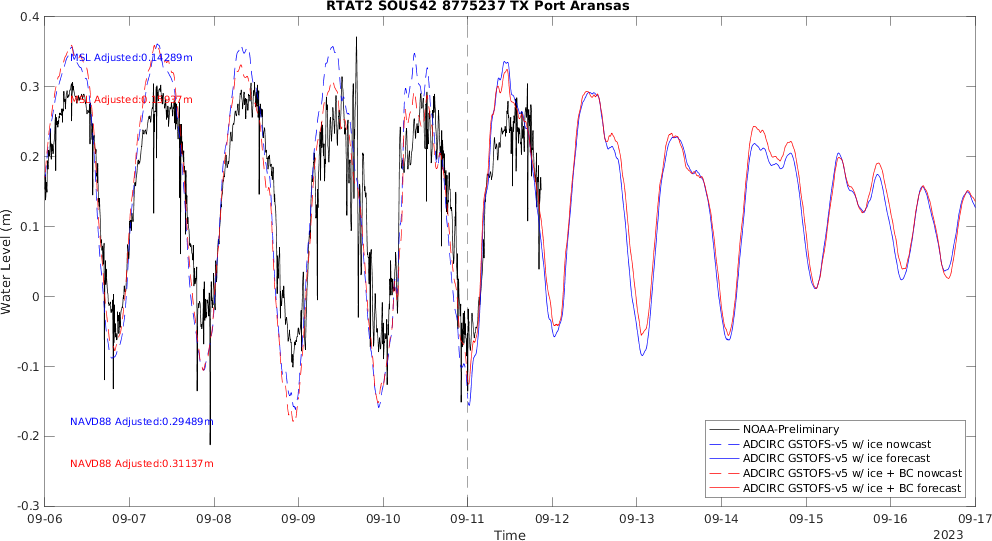 RTAT2 SOUS42 8775237 TX Port Aransas
Water Level (m)
0.4
0.3
0.2
0.1
0
-0.1
-0.2
-0.3
MSL Adjusted:0.14289m
MSL Adjusted:
NAVD88 Adjusted:0.29489m
NAVD88 Adjusted:0.31137m
NOAA-Preliminary
ADCIRC GSTOFS-v5 w/ ice nowcast
ADCIRC GSTOFS-v5 w/ ice forecast
ADCIRC GSTOFS-v5 w/ ice + BC nowcast
ADCIRC GSTOFS-v5 w/ ice + BC forecast
09-06 09-07 09-08 09-09 09-10 09-11 09-12 09-13 09-14 09-15 09-16 09-17
Time
2023